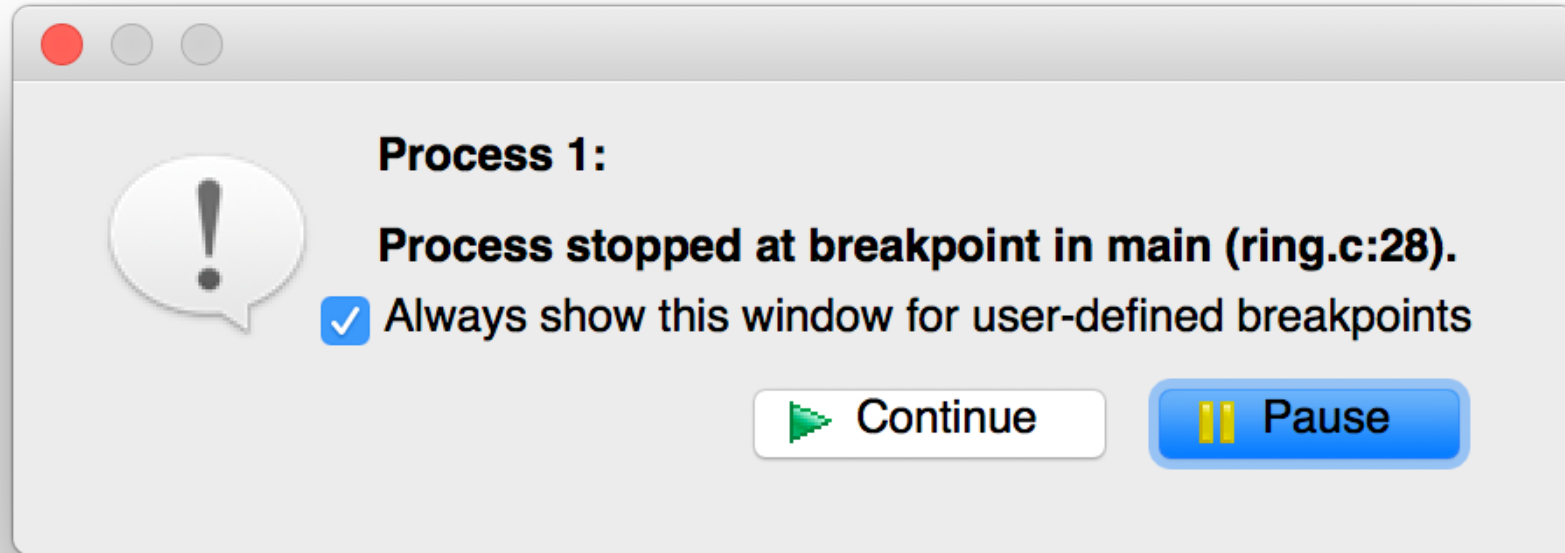 Process 1:
Process stopped at breakpoint in main (ring.c:28).
Always show this window for user-defined breakpoints
Continue Pause